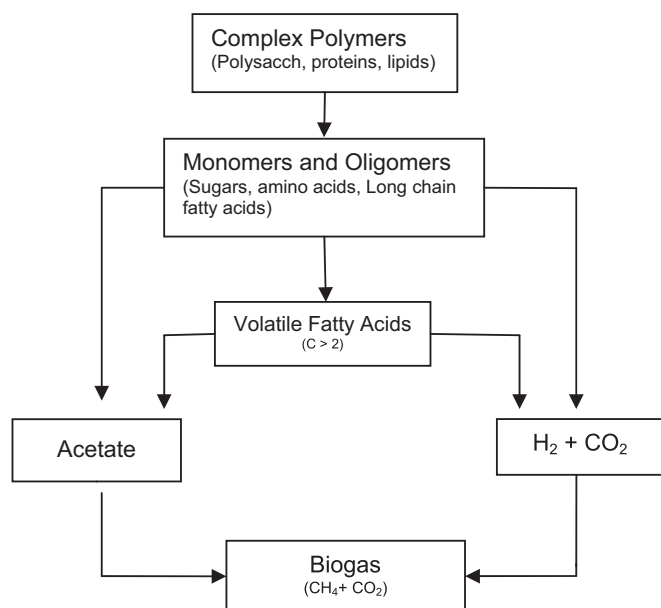 Complex Polymers
(Polysacch, proteins, lipids)
Monomers and Oligomers
(Sugars, amino acids, Long chain
fatty acids)
Volatile Fatty Acids
(C > 2)
Acetate
H₂ + CO₂
Biogas
(CH₄+ CO₂)